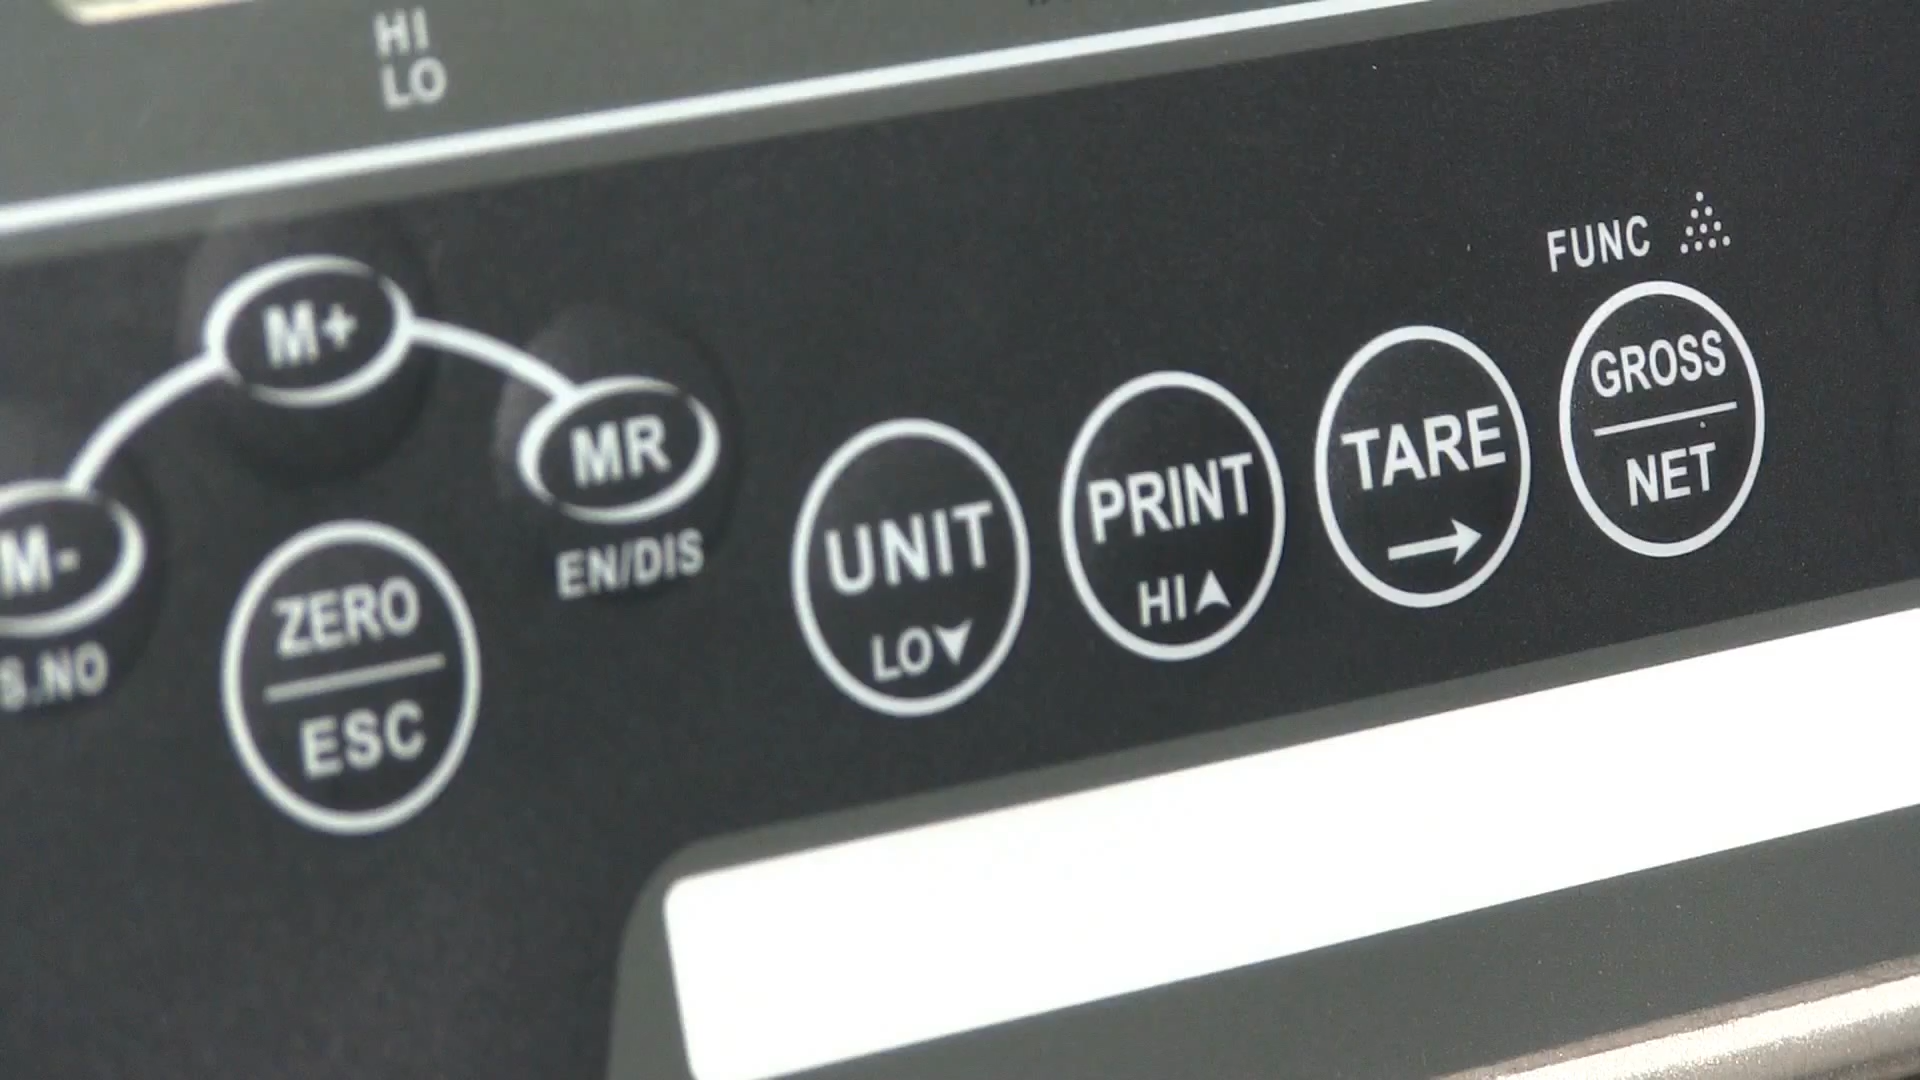 HI
LO
M+
MR
EN/DIS
M-
S.NO
ZERO
ESC
UNIT
LO
PRINT
HI
TARE
FUNC
GROSS
NET